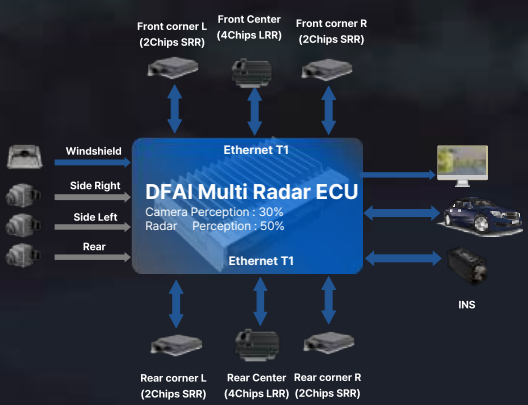 Front corner L
(2Chips SRR)
Front Center
(4Chips LRR)
Front corner R
(2Chips SRR)
Ethernet T1
Windshield
Side Right
Side Left
Rear
DFAI Multi Radar ECU
Camera Perception : 30%
Radar Perception : 50%
Ethernet T1
INS
Rear corner L
(2Chips SRR)
Rear Center
(4Chips LRR)
Rear corner R
(2Chips SRR)